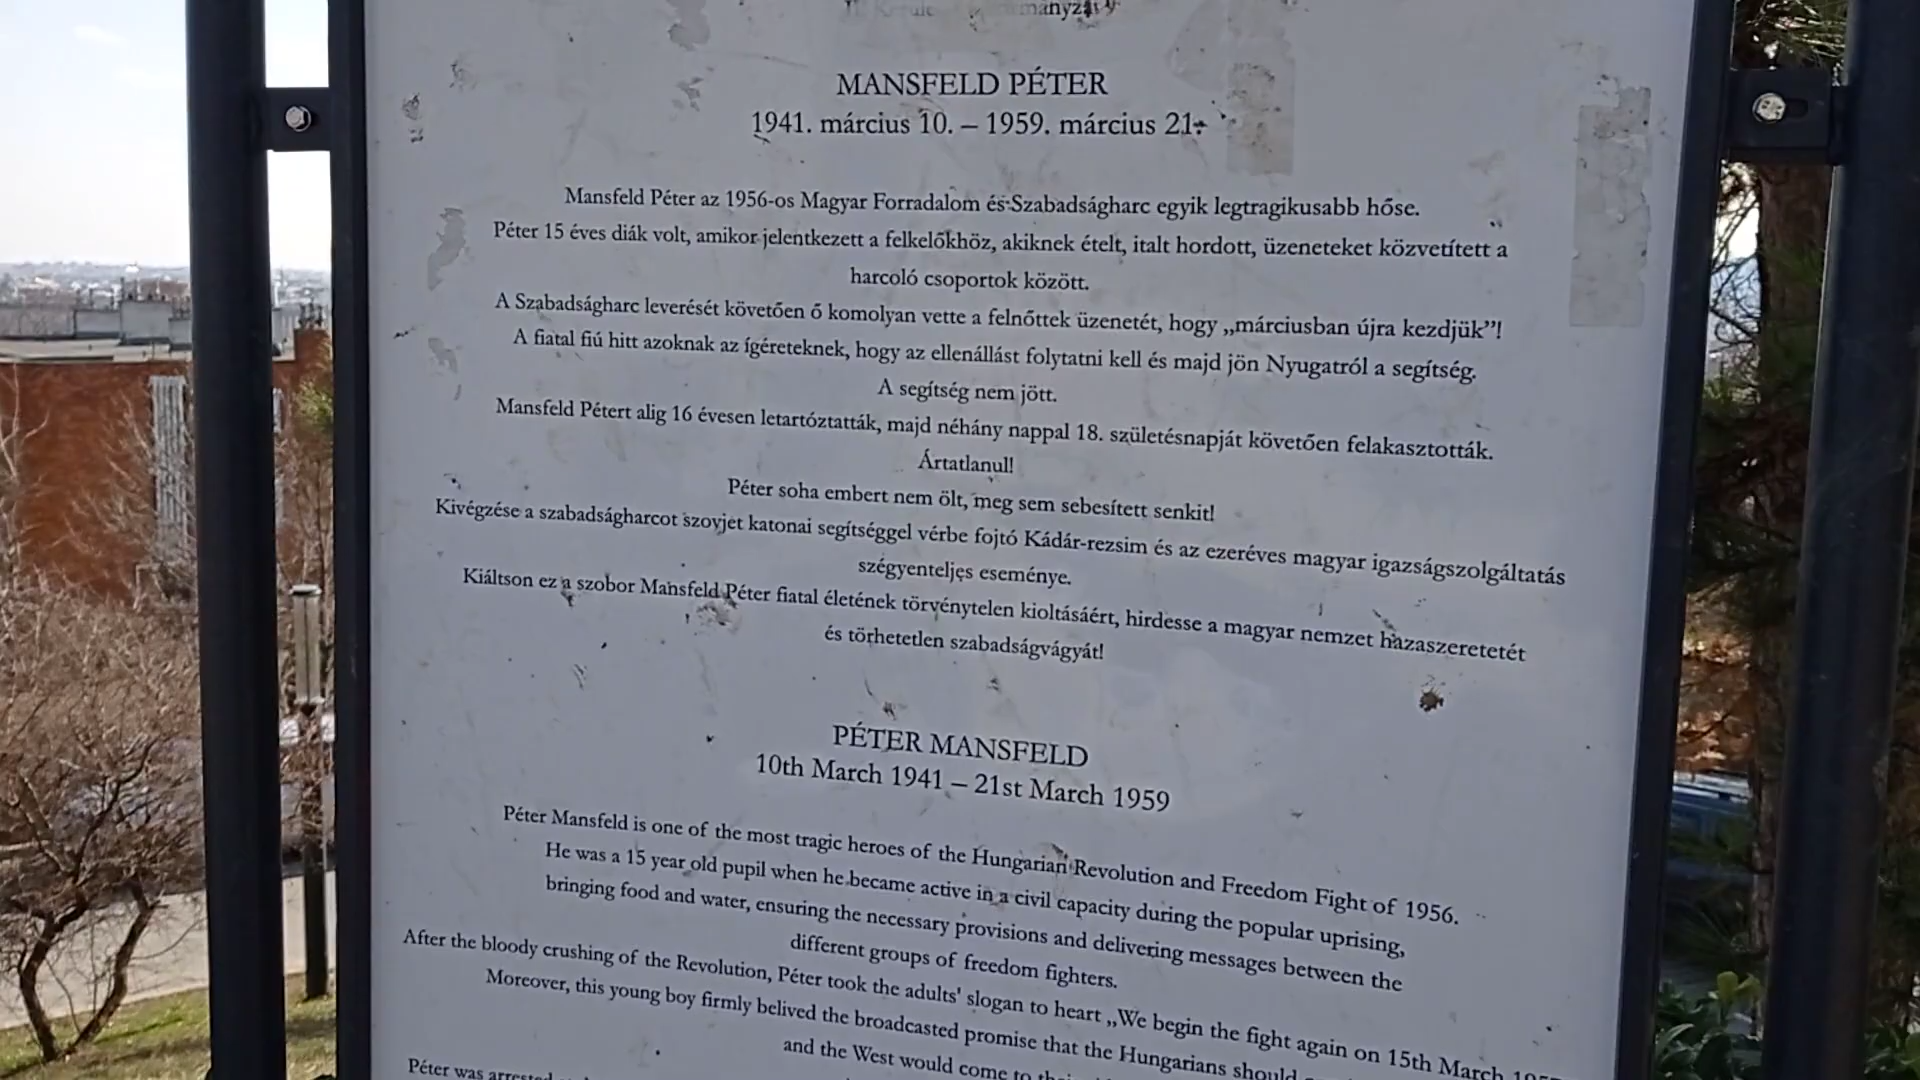 MANSFELD PÉTER
1941. március 10. – 1959. március 21.
Mansfeld Péter az 1956-os Magyar Forradalom és Szabadságharc egyik legtragikusabb hőse.
Péter 15 éves diák volt, amikor jelentkezett a felkelőkhöz, akiknek ételt, italt hordott, üzeneteket közvetített a
harcoló csoportok között.
A Szabadságharc leverését követően ő komolyan vette a felnőttek üzenetét, hogy „márciusban újra kezdjük”!
A fiatal fiú hitt azoknak az ígéreteknek, hogy az ellenállást folytatni kell és majd jön Nyugatról a segítség.
A segítség nem jött.
Mansfeld Pétert alig 16 évesen letartóztatták, majd néhány nappal 18. születésnapját követően felakasztották.
Ártatlanul!
Péter soha embert nem ölt, meg sem sebesített senkit!
Kivégzése a szabadságharcot szovjet katonai segítséggel vérbe fojtó Kádár-rezsim és az ezeréves magyar igazságszolgáltatás
szégyenteljes eseménye.
Kiáltson ez a szobor Mansfeld Péter fiatal életének törvénytelen kioltásáért, hirdesse a magyar nemzet hazaszeretetét
és törhetetlen szabadságvágyát!
PÉTER MANSFELD
10th March 1941 – 21st March 1959
Péter Mansfeld is one of the most tragic heroes of the Hungarian Revolution and Freedom Fight of 1956.
He was a 15 year old pupil when he became active in a civil capacity during the popular uprising,
bringing food and water, ensuring the necessary provisions and delivering messages between the
different groups of freedom fighters.
After the bloody crushing of the Revolution, Péter took the adults' slogan to heart „We begin the fight again on 15th March
Moreover, this young boy firmly belived the broadcasted promise that the Hungarians should
and the West would come to
Péter was arrested